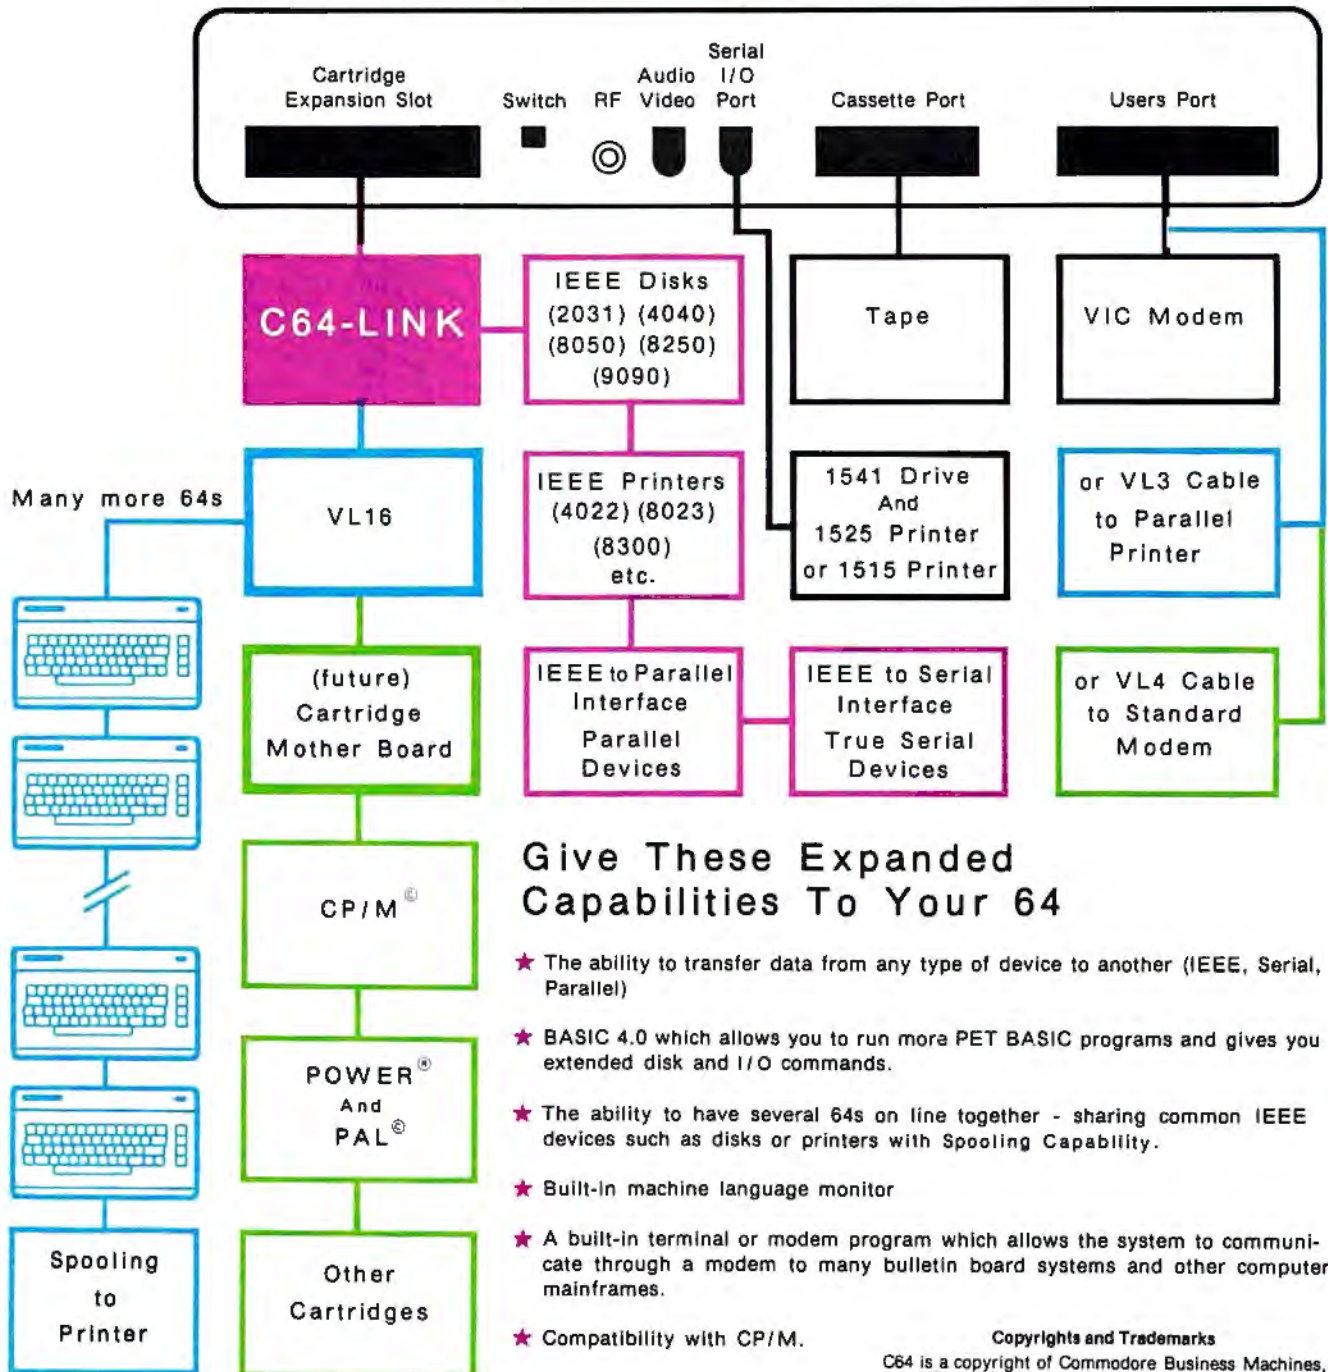 Cartridge
Expansion Slot
Switch
RF
Audio
Video
Serial
I/O
Port
Cassette Port
Users Port
C64-LINK
IEEE Disks
(2031) (4040)
(8050) (8250)
(9090)
Tape
VIC Modem
Many more 64s
VL16
IEEE Printers
(4022) (8023)
(8300)
etc.
1541 Drive
And
1525 Printer
or 1515 Printer
or VL3 Cable
to Parallel
Printer
(future)
Cartridge
Mother Board
IEEE to Parallel
Interface
Parallel
Devices
IEEE to Serial
Interface
True Serial
Devices
or VL4 Cable
to Standard
Modem
CP/M©
POWER®
And
PAL©
Other
Cartridges
Spooling
to
Printer
Give These Expanded
Capabilities To Your 64
★ The ability to transfer data from any type of device to another (IEEE, Serial,
Parallel)
★ BASIC 4.0 which allows you to run more PET BASIC programs and gives you
extended disk and I/O commands.
★ The ability to have several 64s on line together - sharing common IEEE
devices such as disks or printers with Spooling Capability.
★ Built-in machine language monitor
★ A built-in terminal or modem program which allows the system to communi-
cate through a modem to many bulletin board systems and other computer
mainframes.
★ Compatibility with CP/M.
Copyrights and Trademarks
C64 is a copyright of Commodore Business Machines.